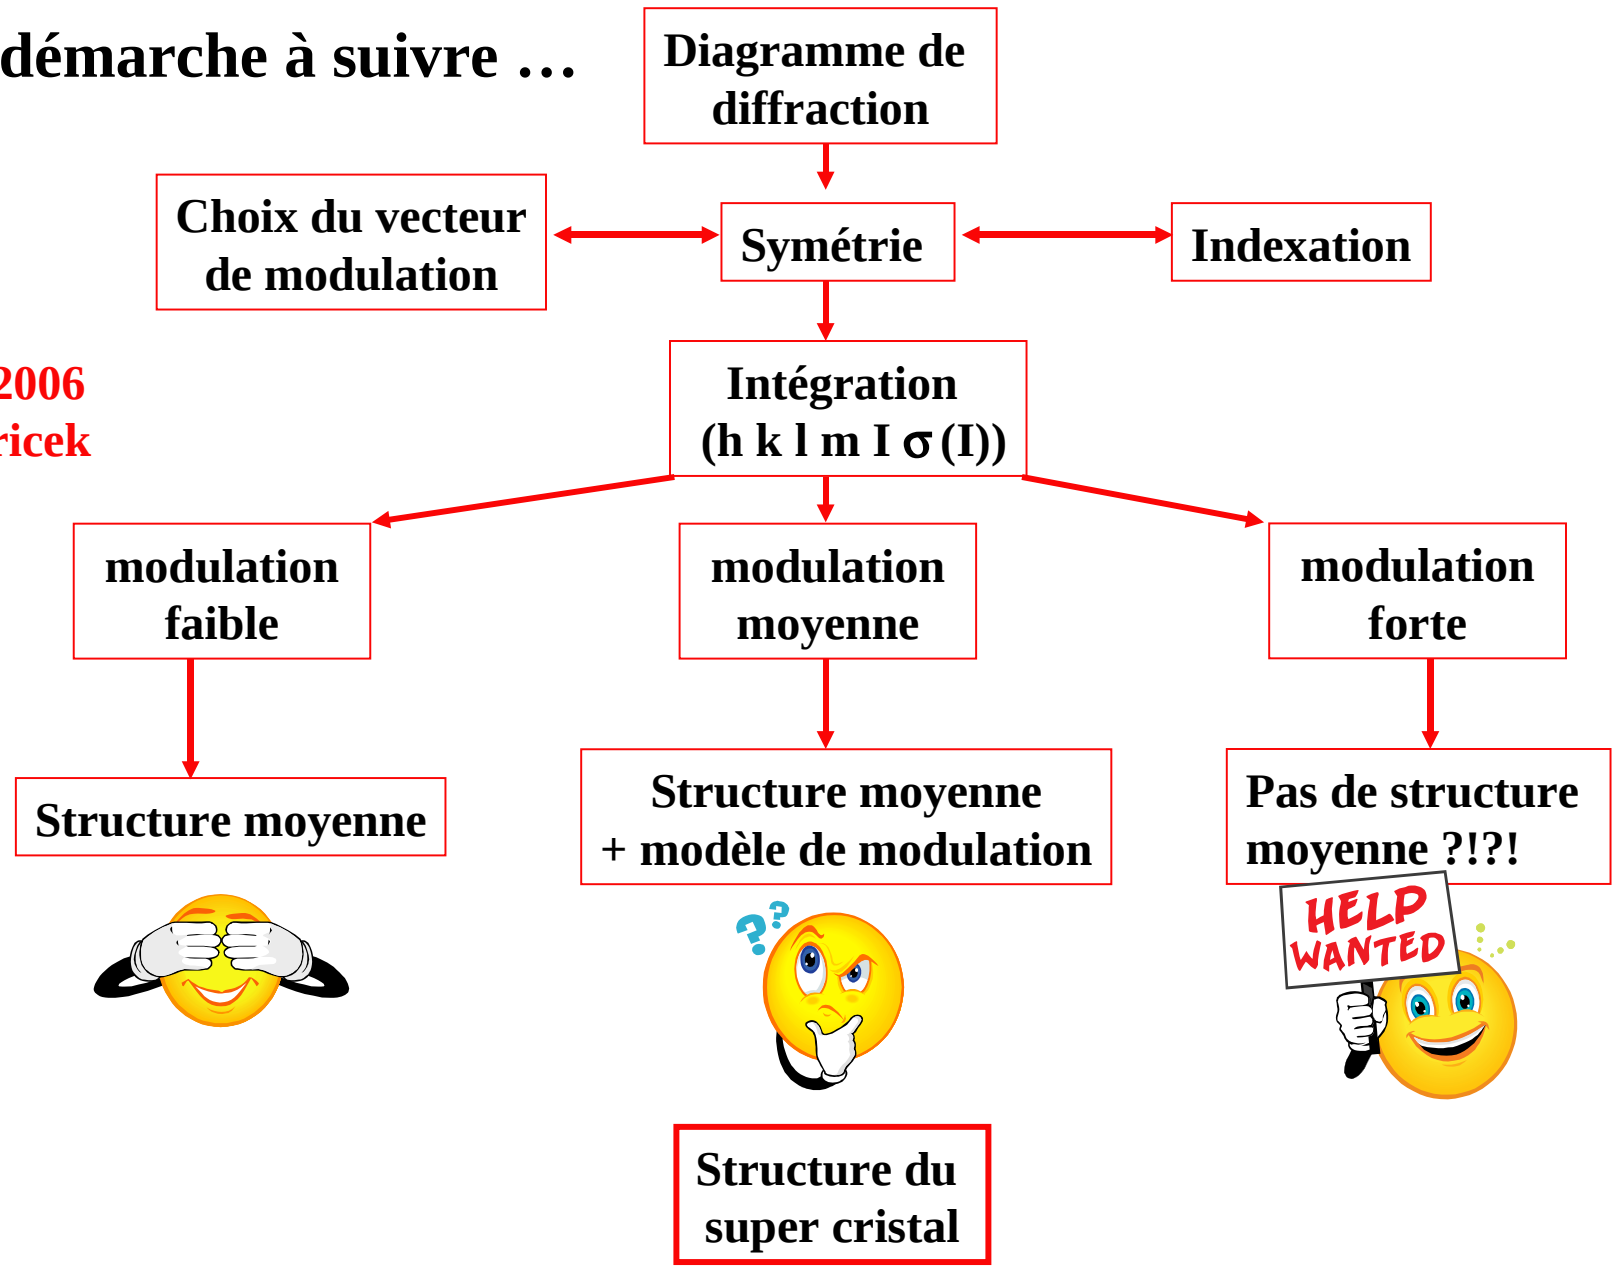 démarche à suivre …
Diagramme de
diffraction
Choix du vecteur
de modulation
Symétrie
Indexation
2006
ricek
Intégration
(h k l m I σ (I))
modulation
faible
modulation
moyenne
modulation
forte
Structure moyenne
Structure moyenne
+ modèle de modulation
Pas de structure
moyenne ?!?!
??
HELP
WANTED
Structure du
super cristal